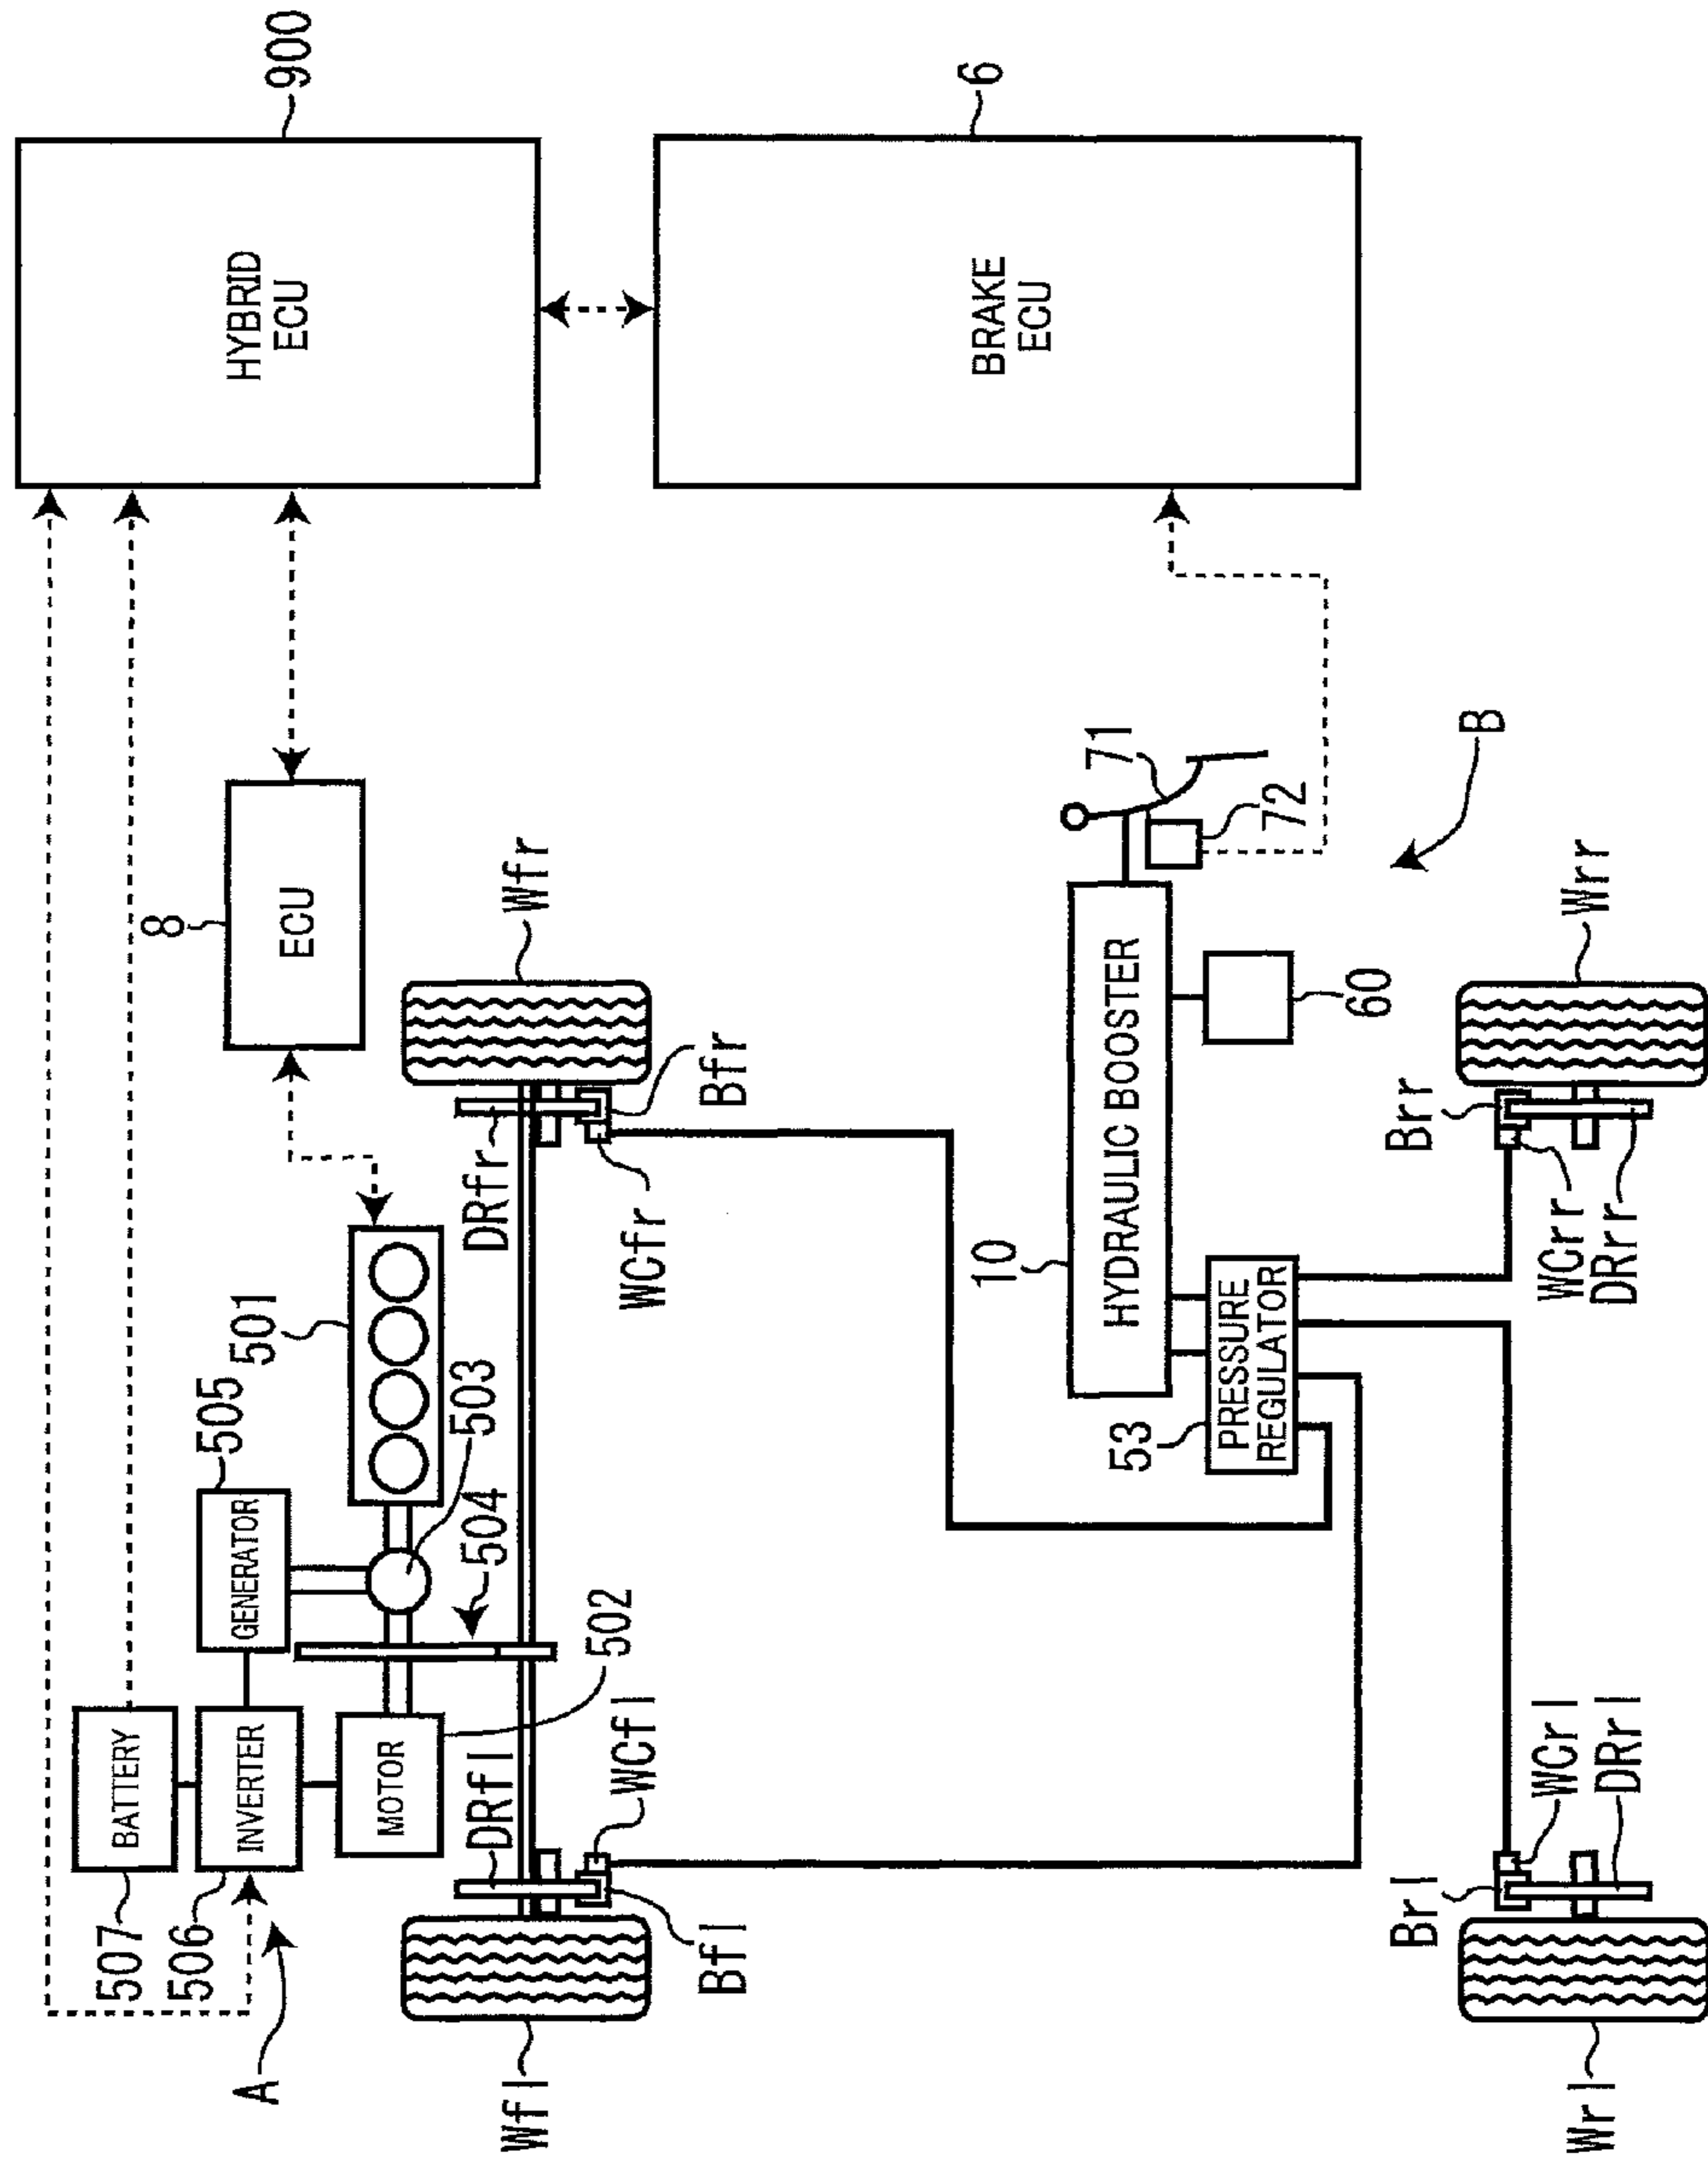 900
HYBRID
ECU
6
BRAKE
ECU
8
ECU
Wfr
Bfr
DRfr
WCfr
501
503
505
GENERATOR
504
502
BATTERY
INVERTER
MOTOR
507
506
A
DRfl
WCfl
Bfl
Wfl
71
72
B
10
HYDRAULIC BOOSTER
60
53
PRESSURE
REGULATOR
Wrr
Brr
WCrr
DRrr
WCrl
DRrl
Brl
Wrl